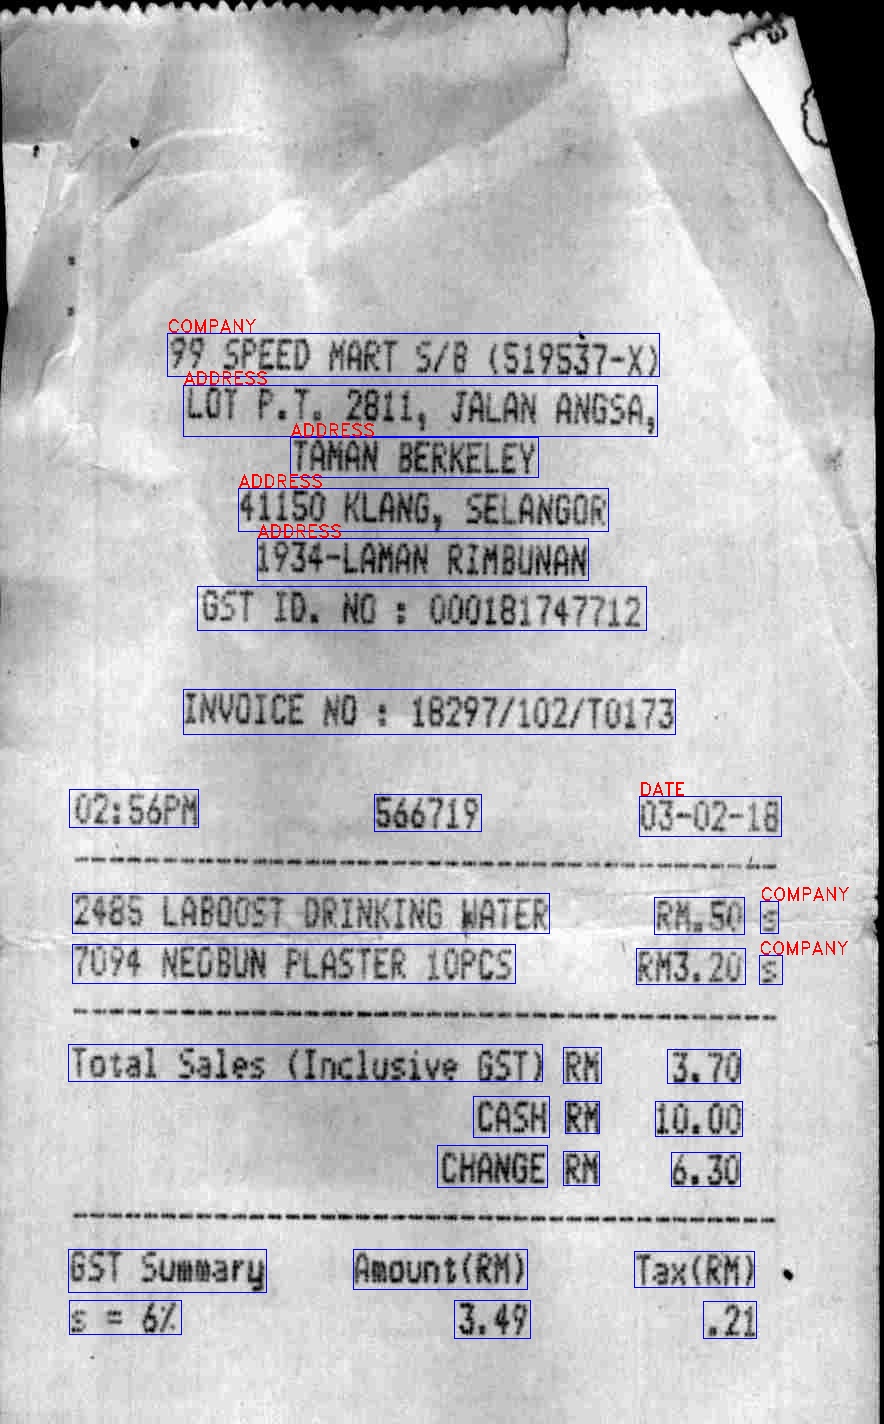 COMPANY
99 SPEED MART S/B (519537-X)
ADDRESS
LOT P.T. 2811, JALAN ANGSA,
ADDRESS
TAMAN BERKELEY
ADDRESS
41150 KLANG, SELANGOR
ADDRESS
1934-LAMAN RIMBUNAN
GST ID. NO : 000181747712
INVOICE NO : 18297/102/T0173
DATE
02:56PM 566719 03-02-18
COMPANY
2485 LABOOST DRINKING WATER RM.50 s
COMPANY
7094 NEOBUN PLASTER 10PCS RM3.20 s
Total Sales (Inclusive GST) RM 3.70
CASH RM 10.00
CHANGE RM 6.30
GST Summary Amount(RM) Tax(RM)
s = 6% 3.49 .21